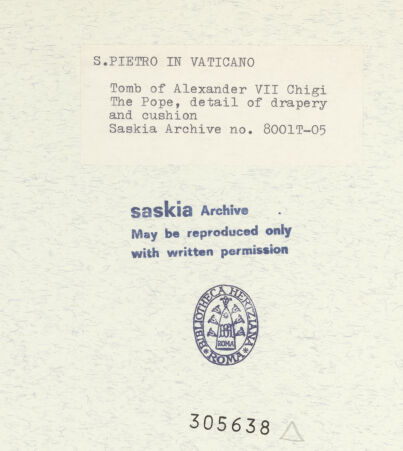 S.PIETRO IN VATICANO
Tomb of Alexander VII Chigi
The Pope, detail of drapery
and cushion
Saskia Archive no. 8001T-05
saskia Archive
May be reproduced only
with written permission
BIBLIOTHECA HERTZIANA
ROMA
ROMA
305638